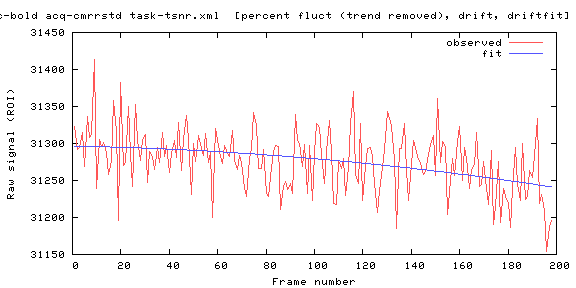 c-bold acq-cmrrstd task-tsnr.xml [percent fluct (trend removed), drift, driftfit]
31450
31400
31350
31300
31250
31200
31150
Raw signal (ROI)
observed
fit
0 20 40 60 80 100 120 140 160 180 200
Frame number